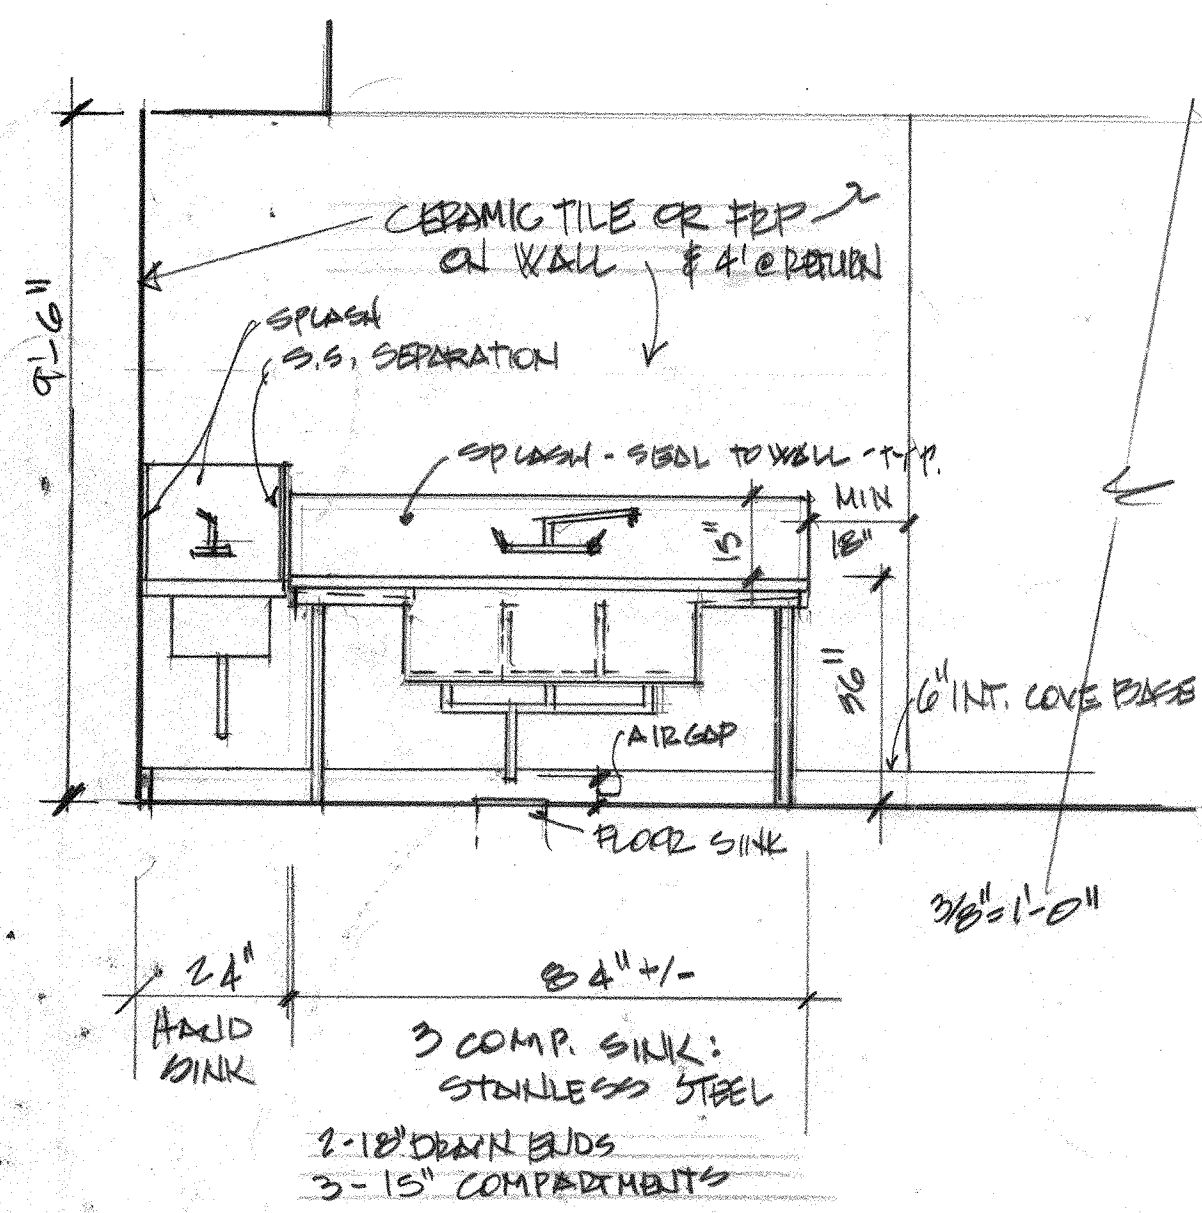 CERAMIC TILE OR FRP
ON WALL & 4' @ RETURN
9'-6"
SPLASH
S.S. SEPARATION
SPLASH - SEAL TO WALL - TYP.
MIN
18"
15"
36"
6" INT. COVE BASE
AIR GAP
FLOOR SINK
3/8"=1'-0"
24"
HAND
SINK
84" +/-
3 COMP. SINK:
STAINLESS STEEL
2-18" DRAIN ENDS
3-15" COMPARTMENTS